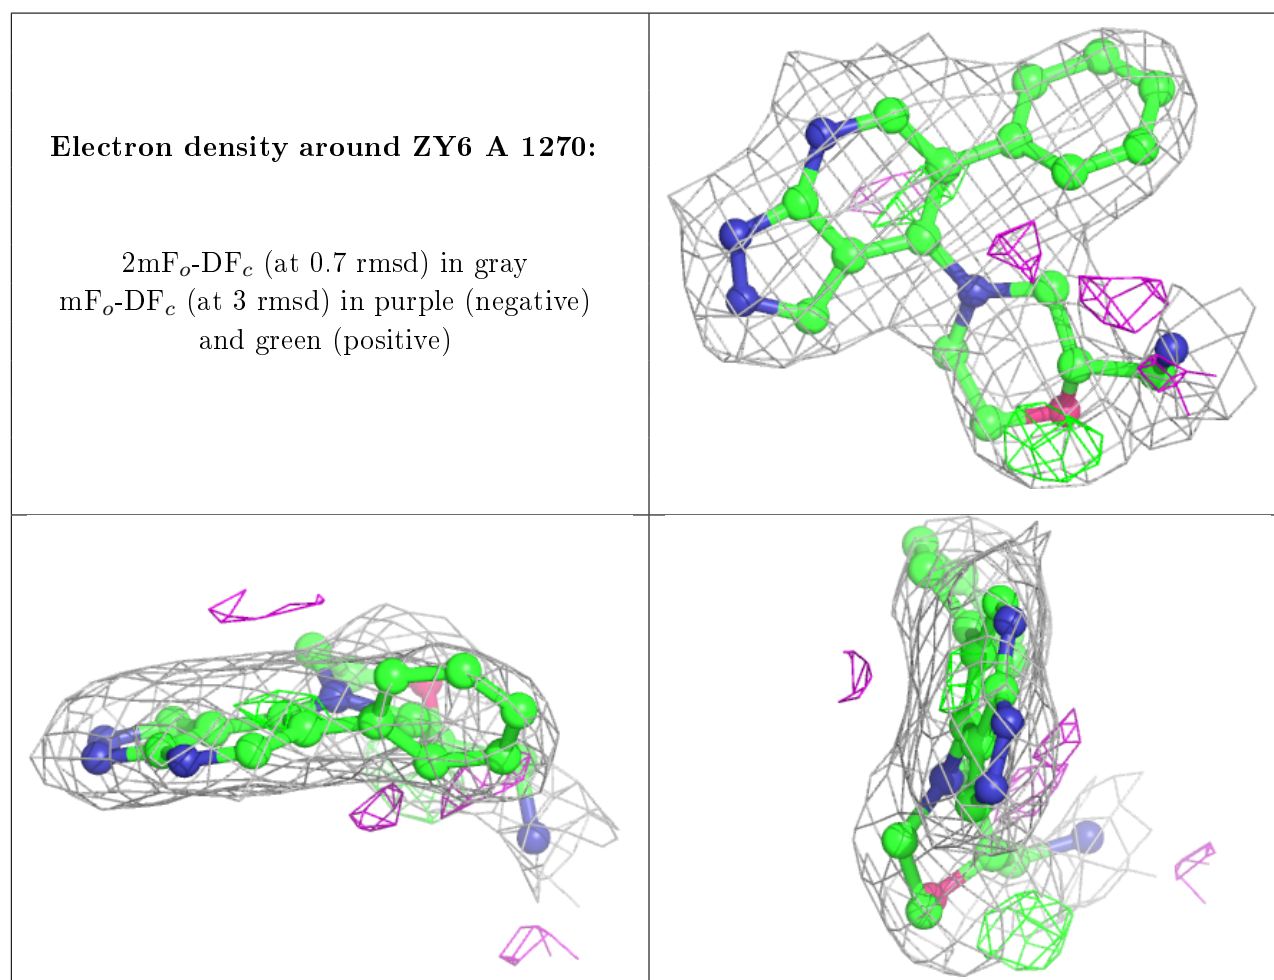 Electron density around ZY6 A 1270:
2mFo-DFc (at 0.7 rmsd) in gray
mFo-DFc (at 3 rmsd) in purple (negative)
and green (positive)